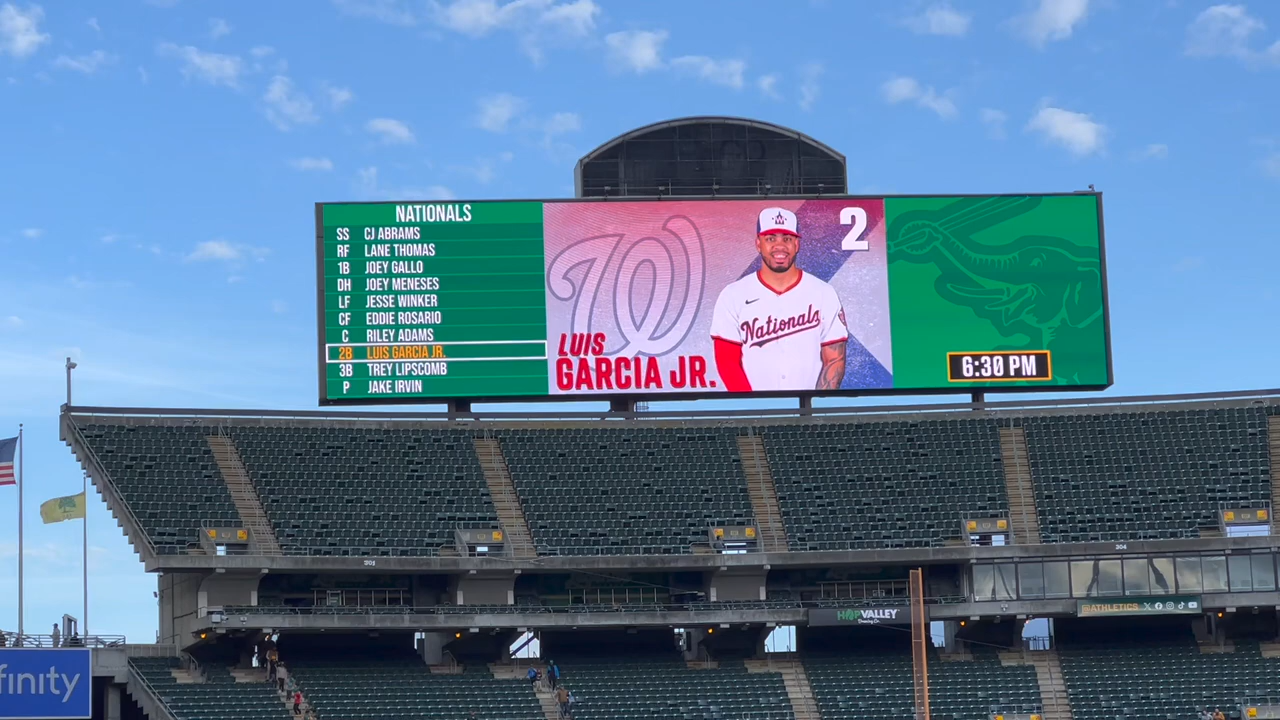 NATIONALS
SS CJ ABRAMS
RF LANE THOMAS
1B JOEY GALLO
DH JOEY MENESES
LF JESSE WINKER
CF EDDIE ROSARIO
C RILEY ADAMS
2B LUIS GARCIA JR.
3B TREY LIPSCOMB
P JAKE IRVIN
W
2
Nationals
LUIS
GARCIA JR.
6:30 PM
HOP VALLEY
Brewing Co.
@ATHLETICS
finity